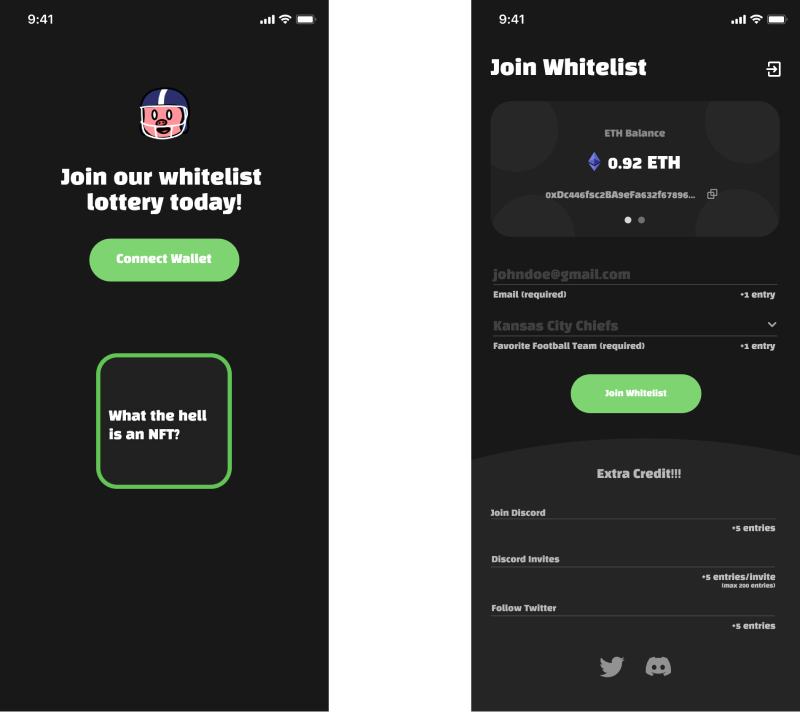 9:41
Join our whitelist
lottery today!
Connect Wallet
What the hell
is an NFT?
9:41
Join Whitelist
ETH Balance
0.92 ETH
0xDc446fsc2BA9eFa632f67896...
johndoe@gmail.com
Email (required)
+1 entry
Kansas City Chiefs
Favorite Football Team (required)
+1 entry
Join Whitelist
Extra Credit!!!
Join Discord
+5 entries
Discord Invites
+5 entries/invite
(max 200 entries)
Follow Twitter
+5 entries